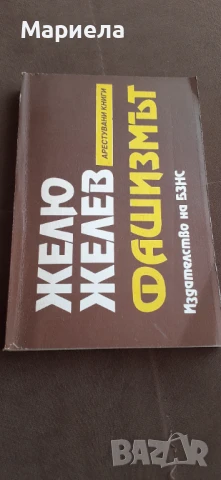 Мариела
ЖЕЛЮ
ЖЕЛЕВ
АРЕСТУВАНИ КНИГИ
ФАШИЗМЪТ
Издателство на БЗНС
BAZAR